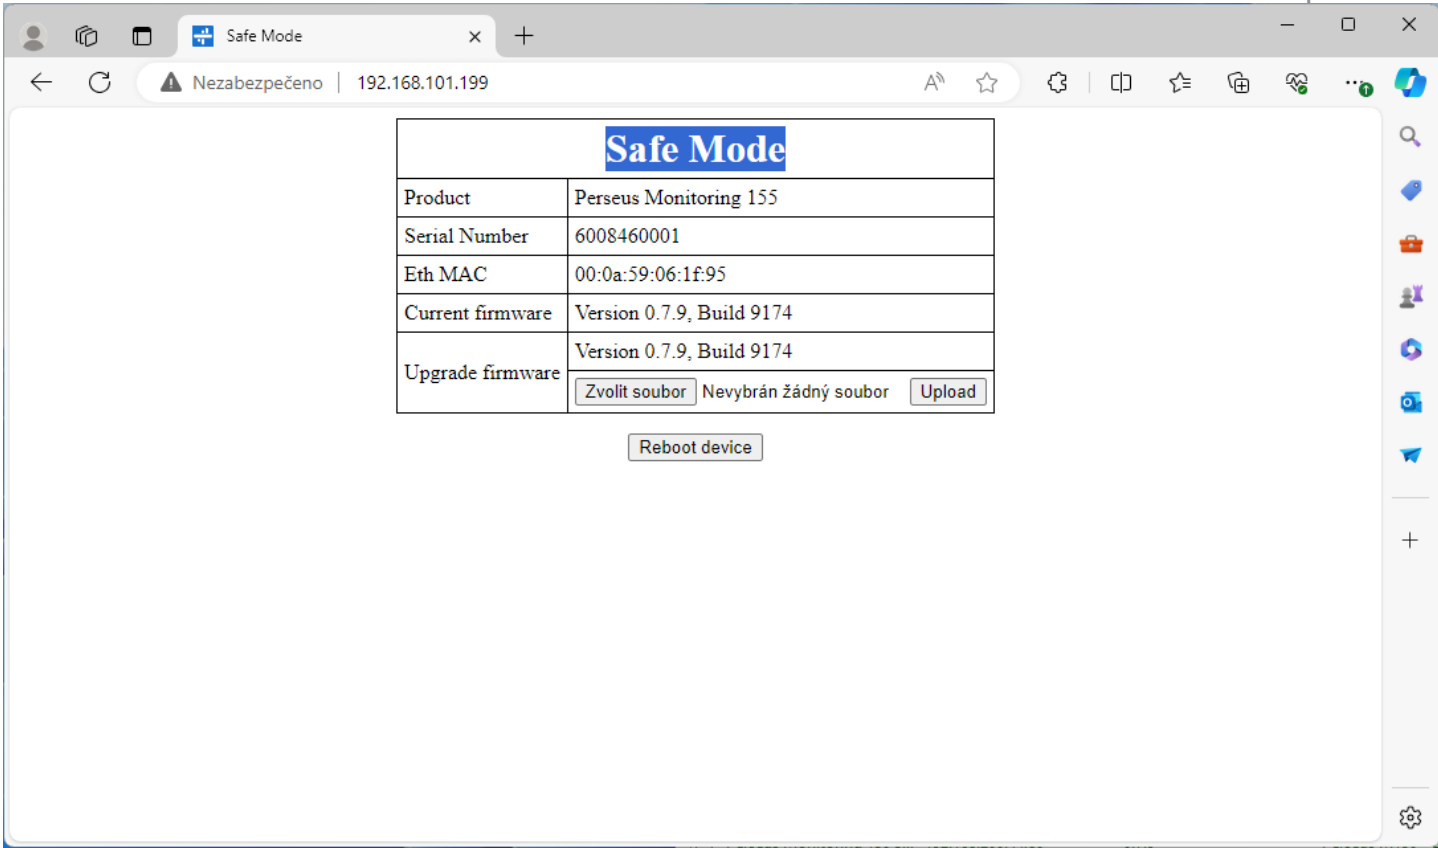 Safe Mode
Nezabezpečeno 192.168.101.199
Safe Mode
Product Perseus Monitoring 155
Serial Number 6008460001
Eth MAC 00:0a:59:06:1f:95
Current firmware Version 0.7.9, Build 9174
Upgrade firmware Version 0.7.9, Build 9174
Zvolit soubor Nevybrán žádný soubor Upload
Reboot device